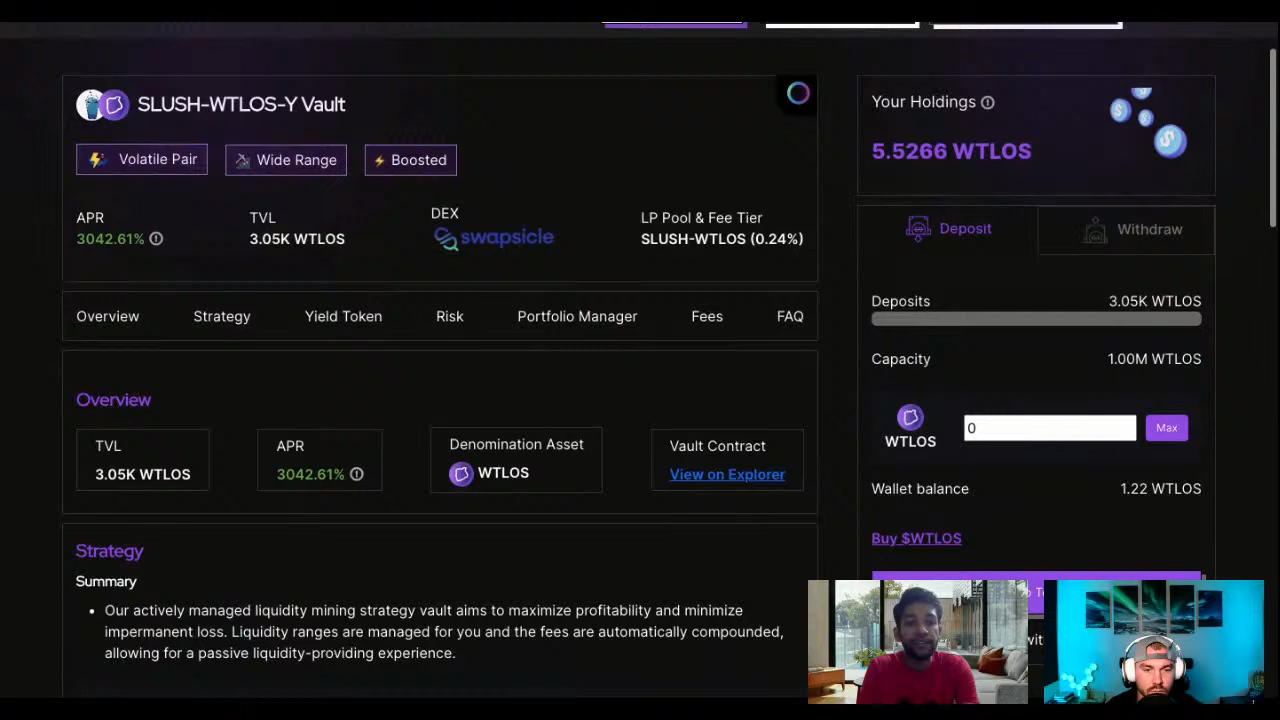 SLUSH-WTLOS-Y Vault
Volatile Pair
Wide Range
Boosted
APR
3042.61%
TVL
3.05K WTLOS
DEX
swapsicle
LP Pool & Fee Tier
SLUSH-WTLOS (0.24%)
Overview
Strategy
Yield Token
Risk
Portfolio Manager
Fees
FAQ
Overview
TVL
3.05K WTLOS
APR
3042.61%
Denomination Asset
WTLOS
Vault Contract
View on Explorer
Strategy
Summary
• Our actively managed liquidity mining strategy vault aims to maximize profitability and minimize
impermanent loss. Liquidity ranges are managed for you and the fees are automatically compounded,
allowing for a passive liquidity-providing experience.
Your Holdings
5.5266 WTLOS
Deposit
Withdraw
Deposits
3.05K WTLOS
Capacity
1.00M WTLOS
WTLOS
0
Max
Wallet balance
1.22 WTLOS
Buy $WTLOS